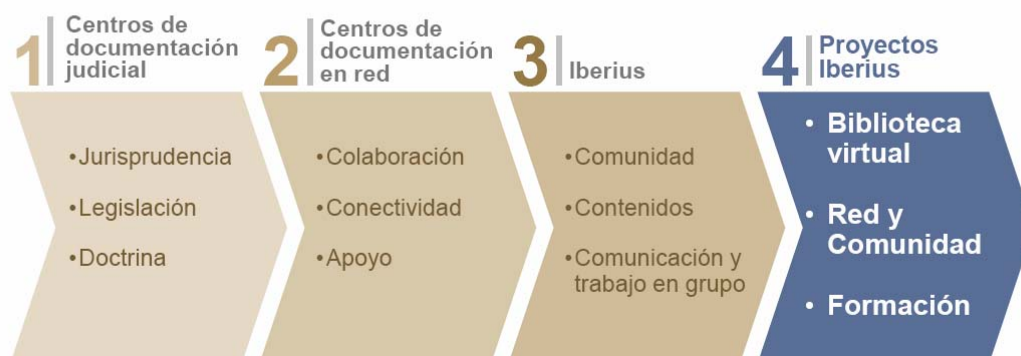 1
Centros de
documentación
judicial
• Jurisprudencia
• Legislación
• Doctrina
2
Centros de
documentación
en red
• Colaboración
• Conectividad
• Apoyo
3
Iberius
• Comunidad
• Contenidos
• Comunicación y
trabajo en grupo
4
Proyectos
Iberius
• Biblioteca
virtual
• Red y
Comunidad
• Formación